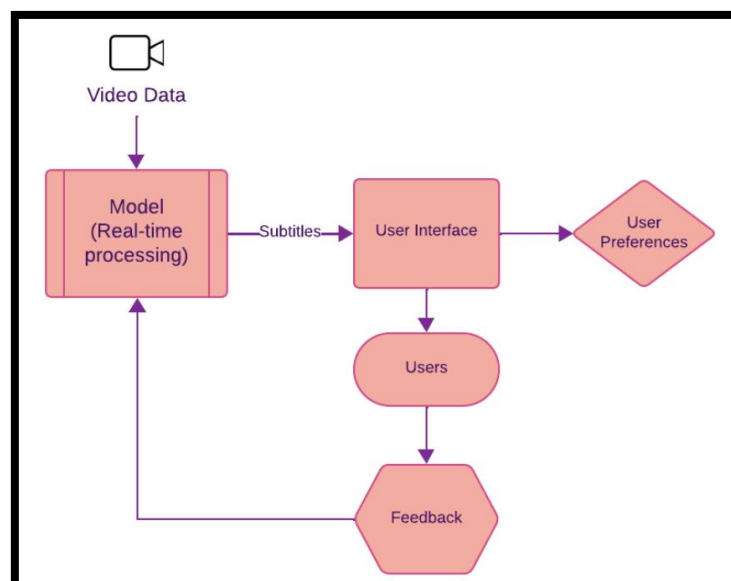 Video Data
Model
(Real-time
processing)
Subtitles
User Interface
User
Preferences
Users
Feedback